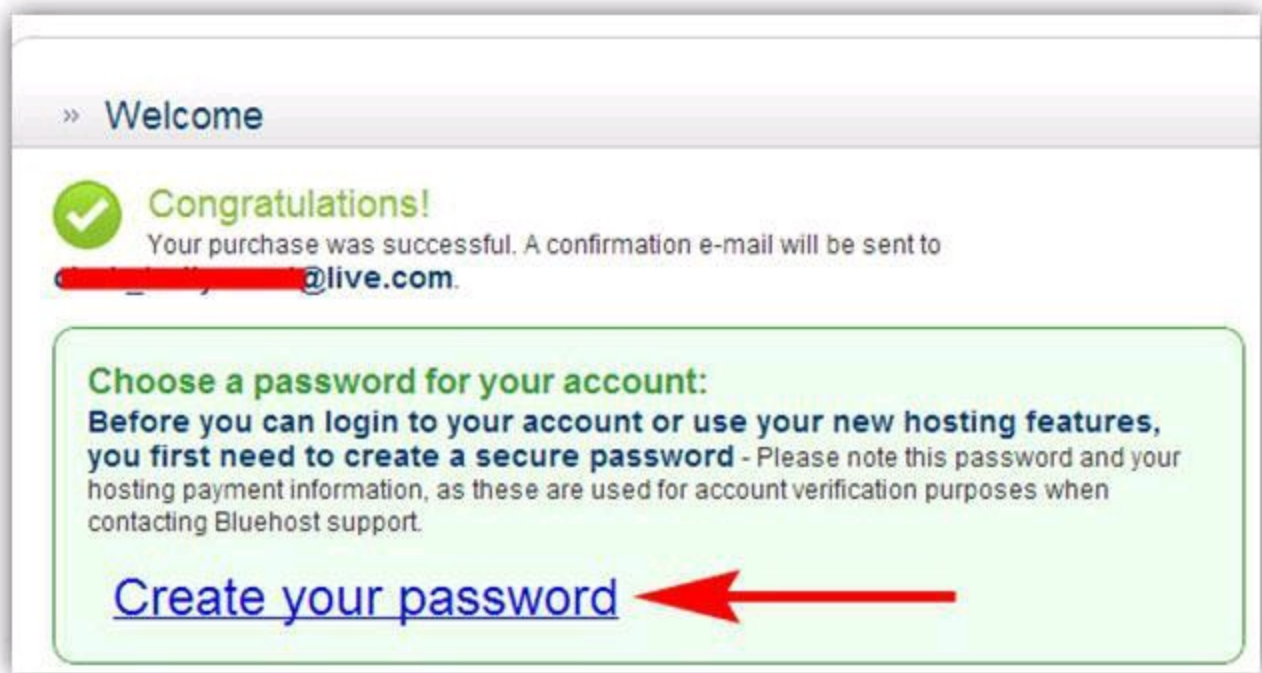 » Welcome
Congratulations!
Your purchase was successful. A confirmation e-mail will be sent to
@live.com.
Choose a password for your account:
Before you can login to your account or use your new hosting features,
you first need to create a secure password - Please note this password and your
hosting payment information, as these are used for account verification purposes when
contacting Bluehost support.
Create your password